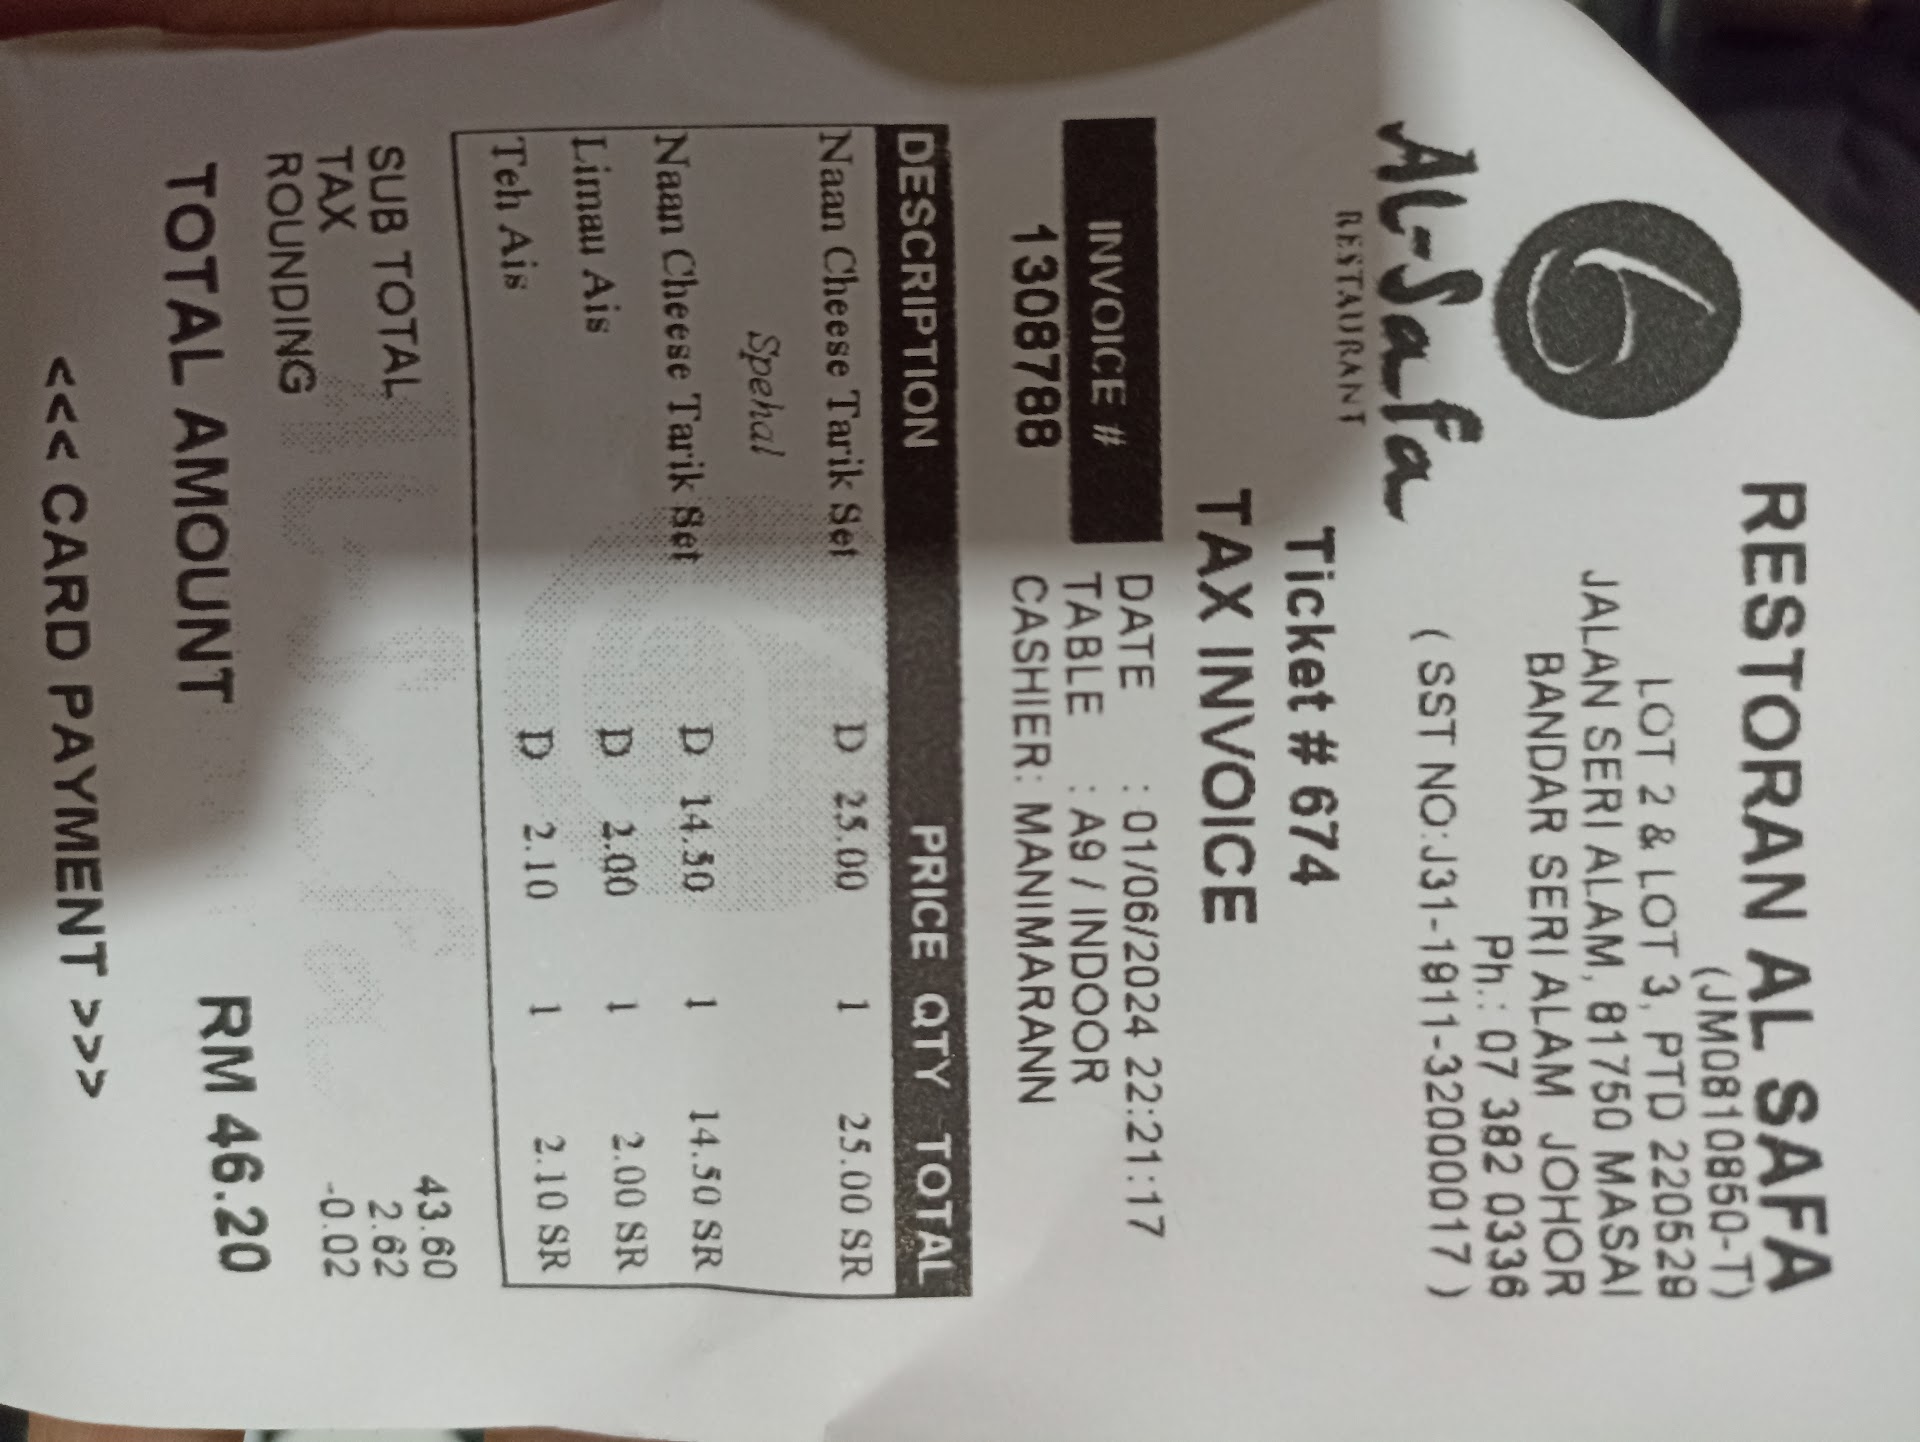 RESTORAN AL SAFA
(JM0810850-T)
LOT 2 & LOT 3, PTD 220529
JALAN SERI ALAM, 81750 MASAI
BANDAR SERI ALAM JOHOR
Ph.: 07 382 0336
( SST NO:J31-1911-32000017 )
AL-Safa
RESTAURANT
Ticket # 674
TAX INVOICE
INVOICE #
1308788
DATE : 01/06/2024 22:21:17
TABLE : A9 / INDOOR
CASHIER: MANIMARANN
DESCRIPTION PRICE QTY TOTAL
Naan Cheese Tarik Set D 25.00 1 25.00 SR
Spehal
Naan Cheese Tarik Set D 14.50 1 14.50 SR
Limau Ais D 2.00 1 2.00 SR
Teh Ais D 2.10 1 2.10 SR
SUB TOTAL 43.60
TAX 2.62
ROUNDING -0.02
TOTAL AMOUNT RM 46.20
<<< CARD PAYMENT >>>